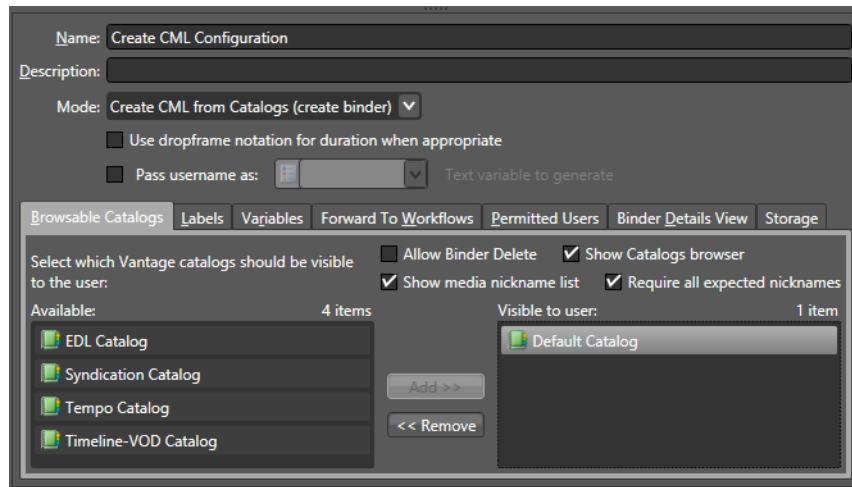 Name: Create CML Configuration
Description:
Mode: Create CML from Catalogs (create binder)
Use dropframe notation for duration when appropriate
Pass username as: Text variable to generate
Browsable Catalogs Labels Variables Forward To Workflows Permitted Users Binder Details View Storage
Select which Vantage catalogs should be visible
to the user:
Allow Binder Delete Show Catalogs browser
Show media nickname list Require all expected nicknames
Available: 4 items
EDL Catalog
Syndication Catalog
Tempo Catalog
Timeline-VOD Catalog
Add >>
<< Remove
Visible to user: 1 item
Default Catalog